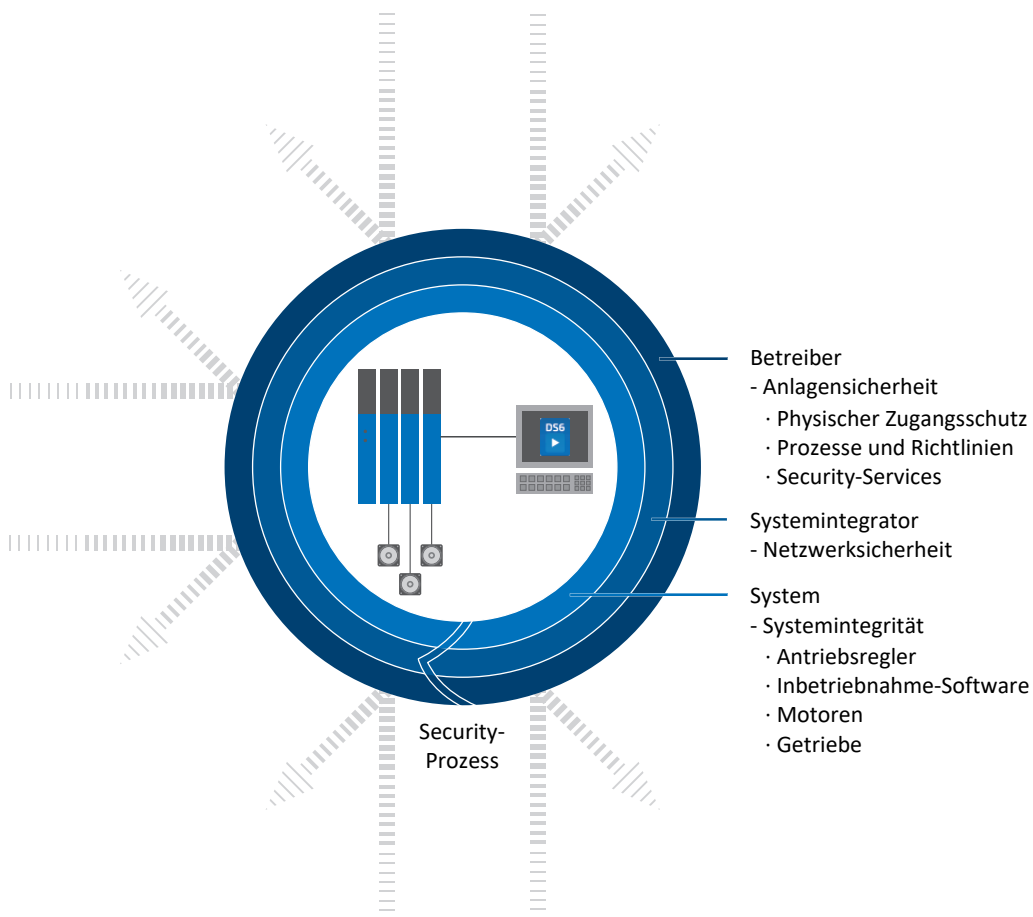 DS6
Betreiber
- Anlagensicherheit
· Physischer Zugangsschutz
· Prozesse und Richtlinien
· Security-Services
Systemintegrator
- Netzwerksicherheit
System
- Systemintegrität
· Antriebsregler
· Inbetriebnahme-Software
· Motoren
· Getriebe
Security-
Prozess